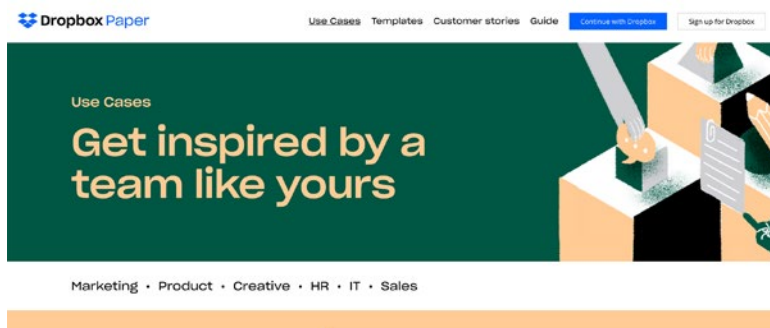 Dropbox Paper
Use Cases Templates Customer stories Guide Continue with Dropbox Sign up for Dropbox
Use Cases
Get inspired by a
team like yours
Marketing • Product • Creative • HR • IT • Sales